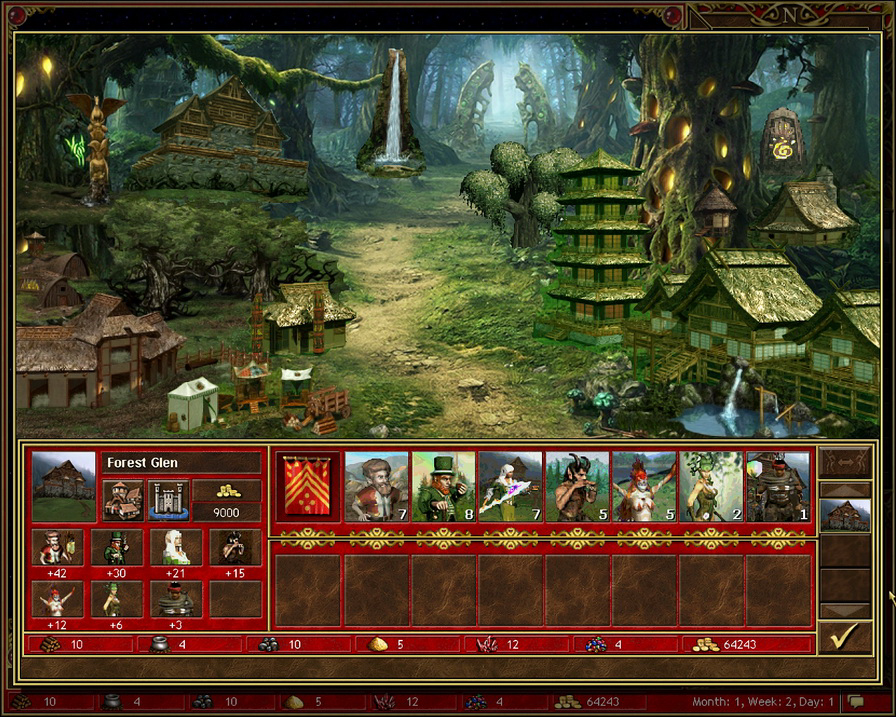 N
Forest Glen
9000
7 8 7 5 5 2 1
+42 +30 +21 +15
+12 +6 +3
10 4 10 5 12 4 64243
10 4 10 5 12 4 64243 Month: 1, Week: 2, Day: 1